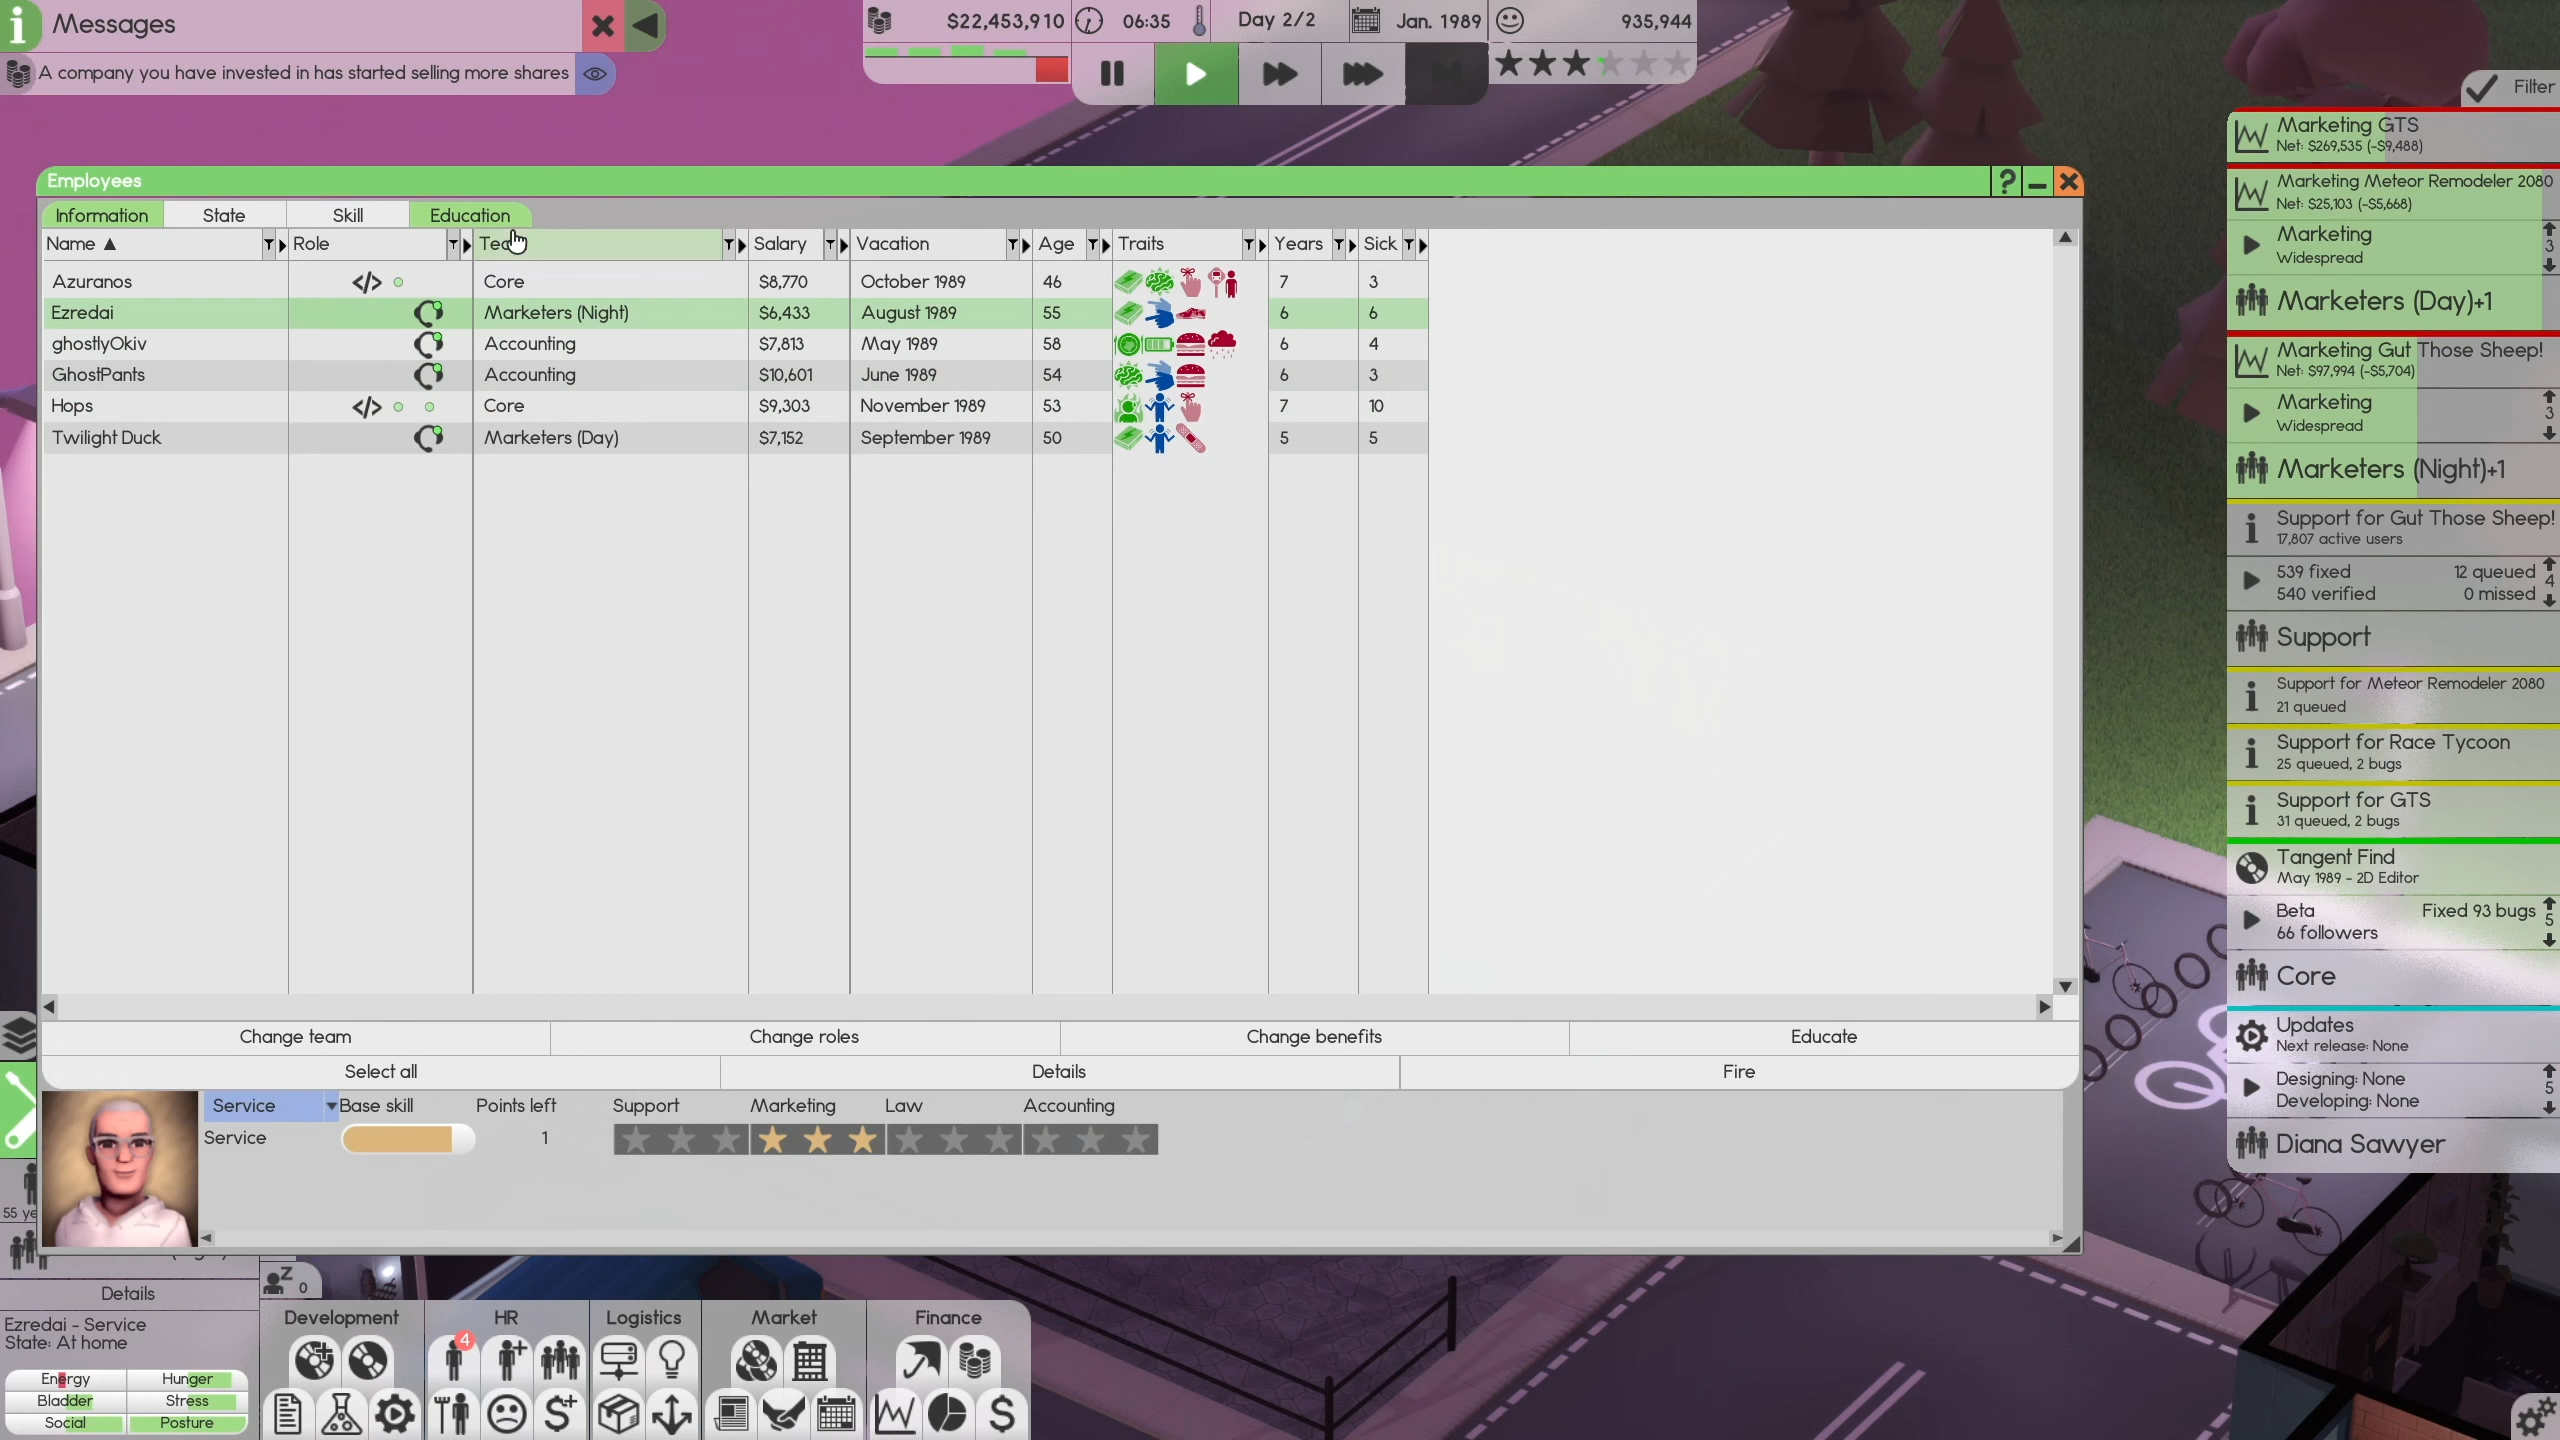 Messages
A company you have invested in has started selling more shares
$22,453,910
06:35
Day 2/2
Jan. 1989
935,944
Filter
Employees
Information State Skill Education
Name ▲ Role Salary Vacation Age Traits Years Sick
Azuranos Core $8,770 October 1989 46 7 3
Ezredai Marketers (Night) $6,433 August 1989 55 6 6
ghostlyOkiv Accounting $7,813 May 1989 58 6 4
GhostPants Accounting $10,601 June 1989 54 6 3
Hops Core $9,303 November 1989 53 7 10
Twilight Duck Marketers (Day) $7,152 September 1989 50 5 5
Change team Change roles Change benefits Educate
Select all Details Fire
Service Base skill Points left Support Marketing Law Accounting
Service 1
Marketing GTS
Net: $269,535 (-$9,488)
Marketing Meteor Remodeler 2080
Net: $25,103 (-$5,668)
Marketing
Widespread
3
Marketers (Day)+1
Marketing Gut Those Sheep!
Net: $97,994 (-$5,704)
Marketing
Widespread
3
Marketers (Night)+1
Support for Gut Those Sheep!
17,807 active users
539 fixed 12 queued
540 verified 0 missed
4
Support
Support for Meteor Remodeler 2080
21 queued
Support for Race Tycoon
25 queued, 2 bugs
Support for GTS
31 queued, 2 bugs
Tangent Find
May 1989 - 2D Editor
Beta Fixed 93 bugs
66 followers
5
Core
Updates
Next release: None
Designing: None
Developing: None
5
Diana Sawyer
55 ye
Details
Ezredai - Service
State: At home
Energy Hunger
Bladder Stress
Social Posture
Z 0
Development HR Logistics Market Finance
4